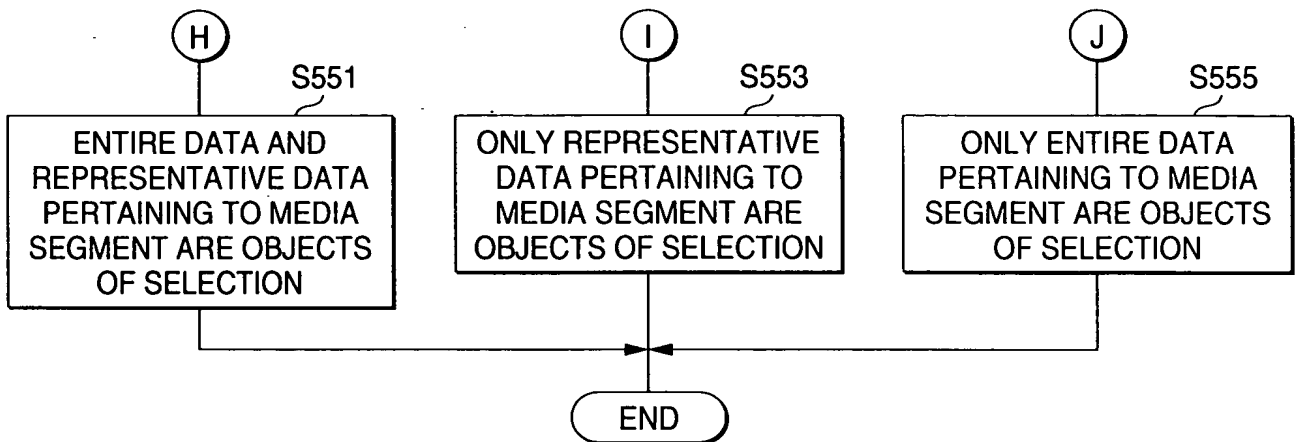 H
I
J
S551
S553
S555
ENTIRE DATA AND
REPRESENTATIVE DATA
PERTAINING TO MEDIA
SEGMENT ARE OBJECTS
OF SELECTION
ONLY REPRESENTATIVE
DATA PERTAINING TO
MEDIA SEGMENT ARE
OBJECTS OF SELECTION
ONLY ENTIRE DATA
PERTAINING TO MEDIA
SEGMENT ARE OBJECTS
OF SELECTION
END